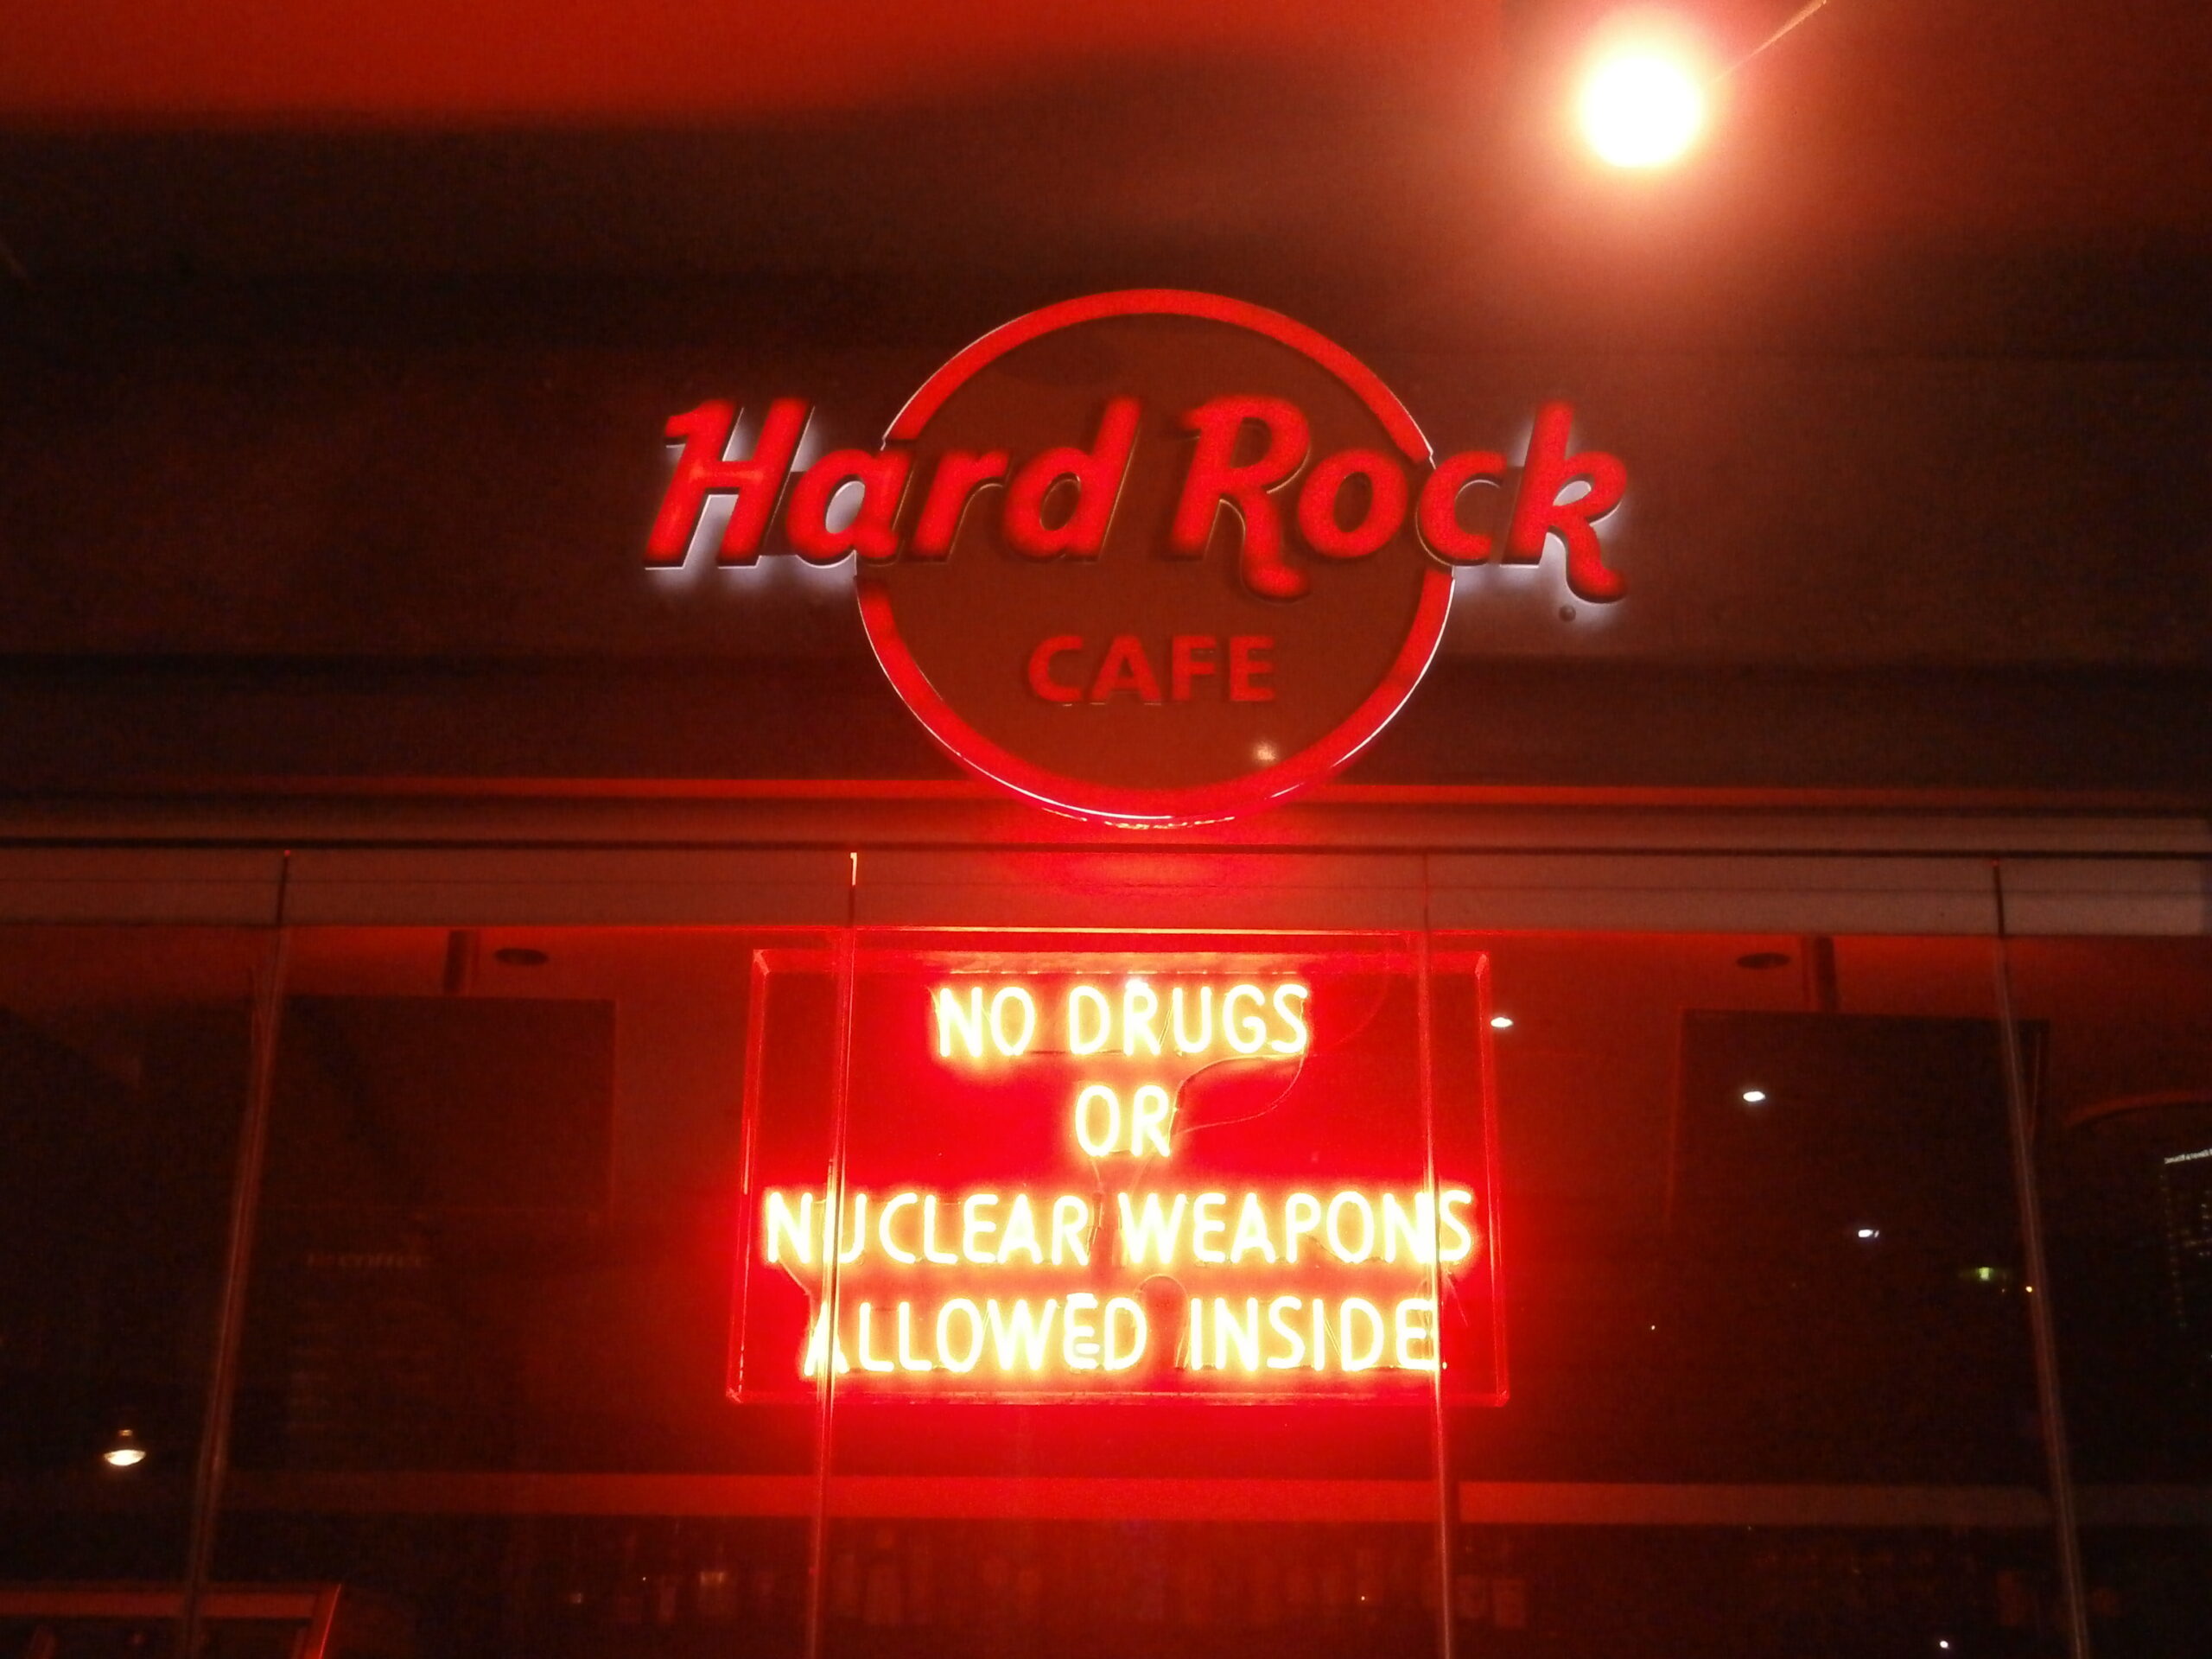 Hard Rock
CAFE
NO DRUGS
OR
NUCLEAR WEAPONS
ALLOWED INSIDE